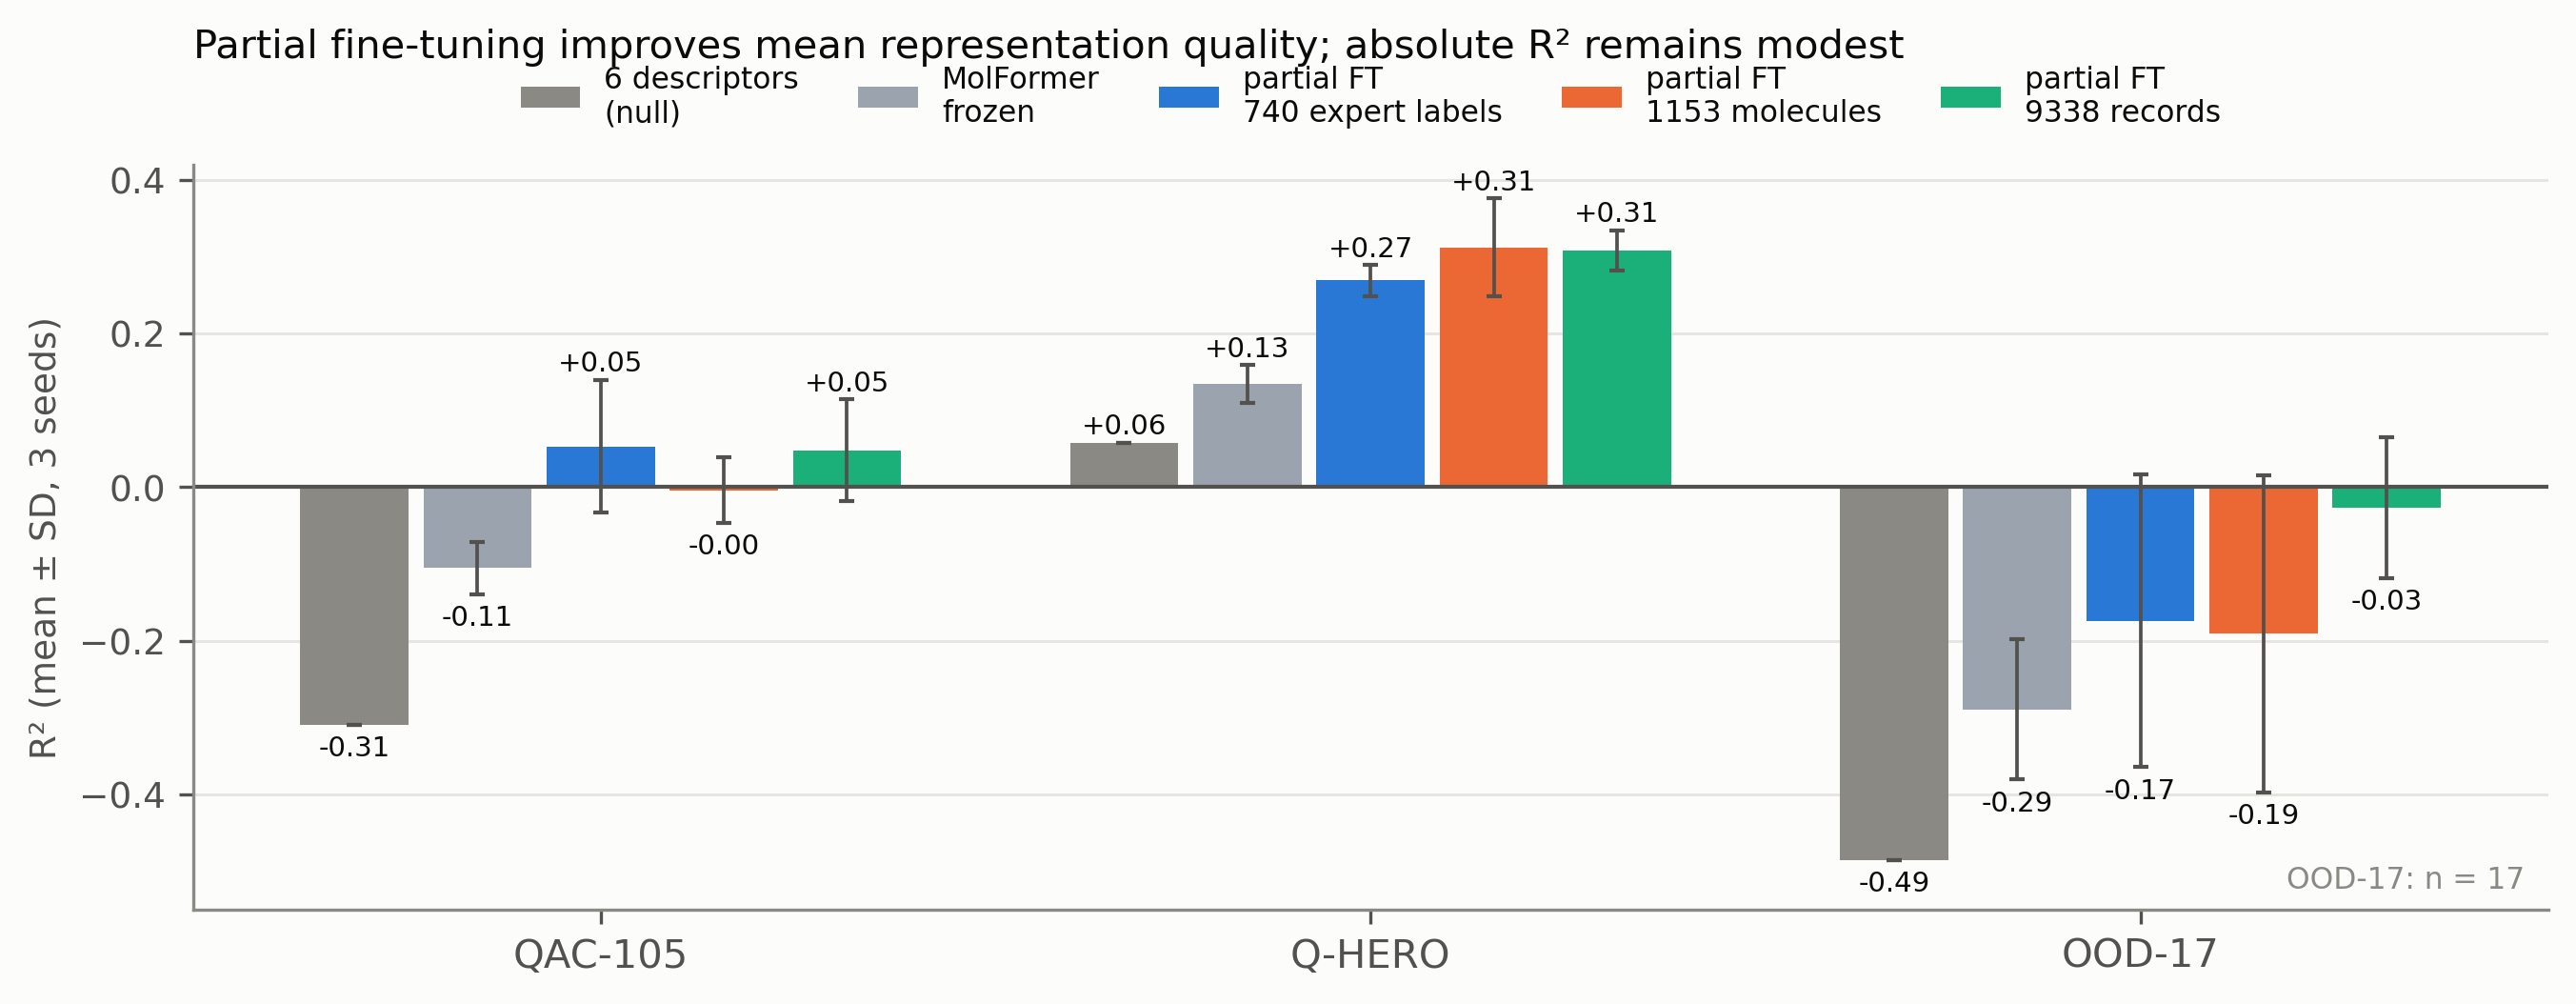 Partial fine-tuning improves mean representation quality; absolute R² remains modest
6 descriptors
(null)
MolFormer
frozen
partial FT
740 expert labels
partial FT
1153 molecules
partial FT
9338 records
R² (mean ± SD, 3 seeds)
0.4
0.2
0.0
−0.2
−0.4
-0.31
-0.11
+0.05
-0.00
+0.05
+0.06
+0.13
+0.27
+0.31
+0.31
-0.49
-0.29
-0.17
-0.19
-0.03
OOD-17: n = 17
QAC-105
Q-HERO
OOD-17